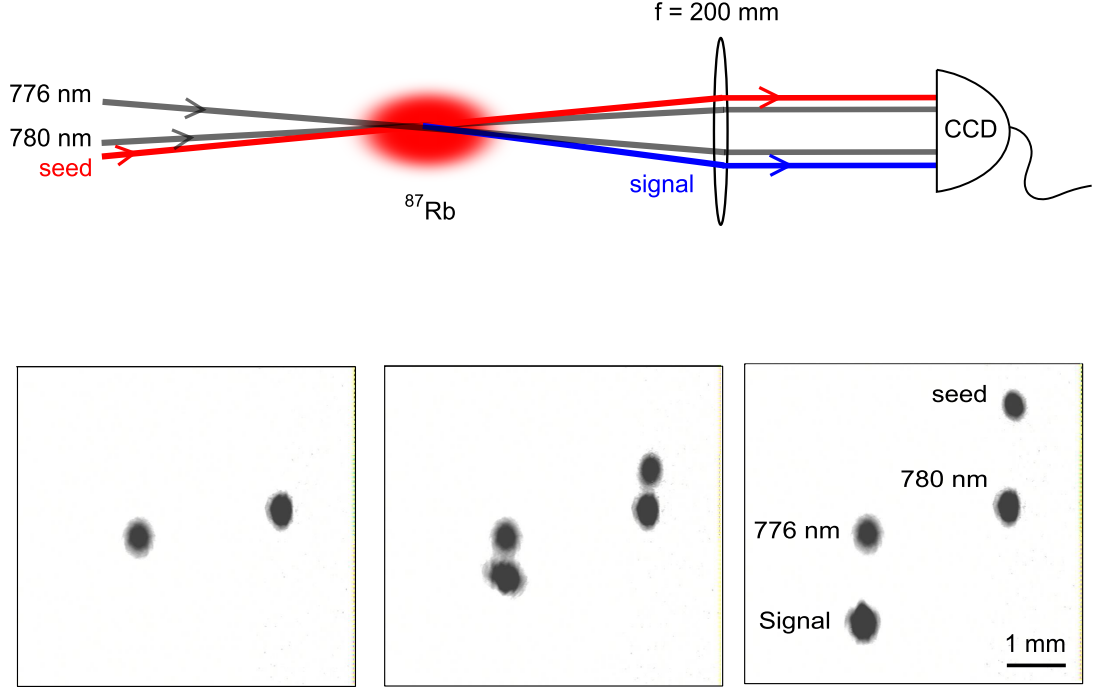 f = 200 mm
776 nm
780 nm
seed
CCD
signal
87Rb
seed
780 nm
776 nm
Signal
1 mm